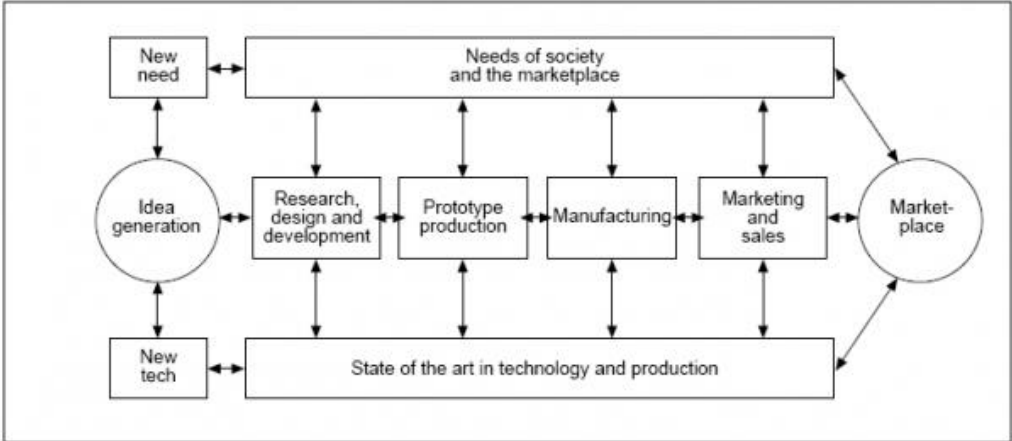 New
need
Needs of society
and the marketplace
Idea
generation
Research,
design and
development
Prototype
production
Manufacturing
Marketing
and
sales
Market-
place
New
tech
State of the art in technology and production